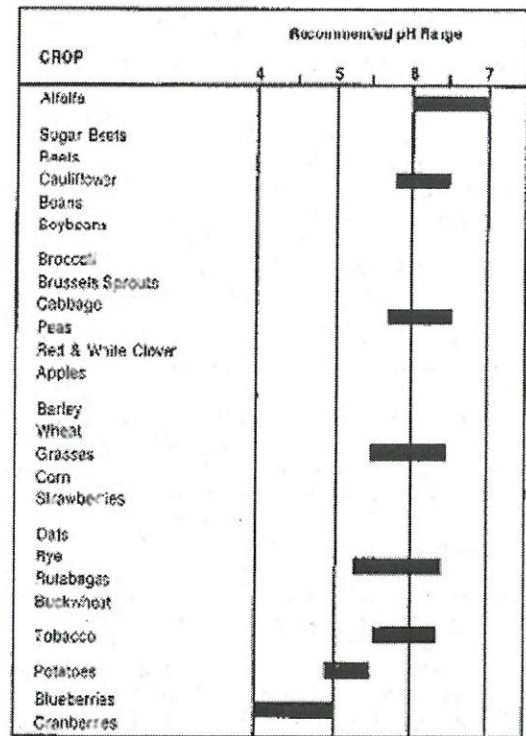 Recommended pH Range
CROP
4 5 6 7
Alfalfa
Sugar Beets
Beets
Cauliflower
Beans
Soybeans
Broccoli
Brussels Sprouts
Cabbage
Peas
Red & White Clover
Apples
Barley
Wheat
Grasses
Corn
Strawberries
Oats
Rye
Rutabagas
Buckwheat
Tobacco
Potatoes
Blueberries
Cranberries